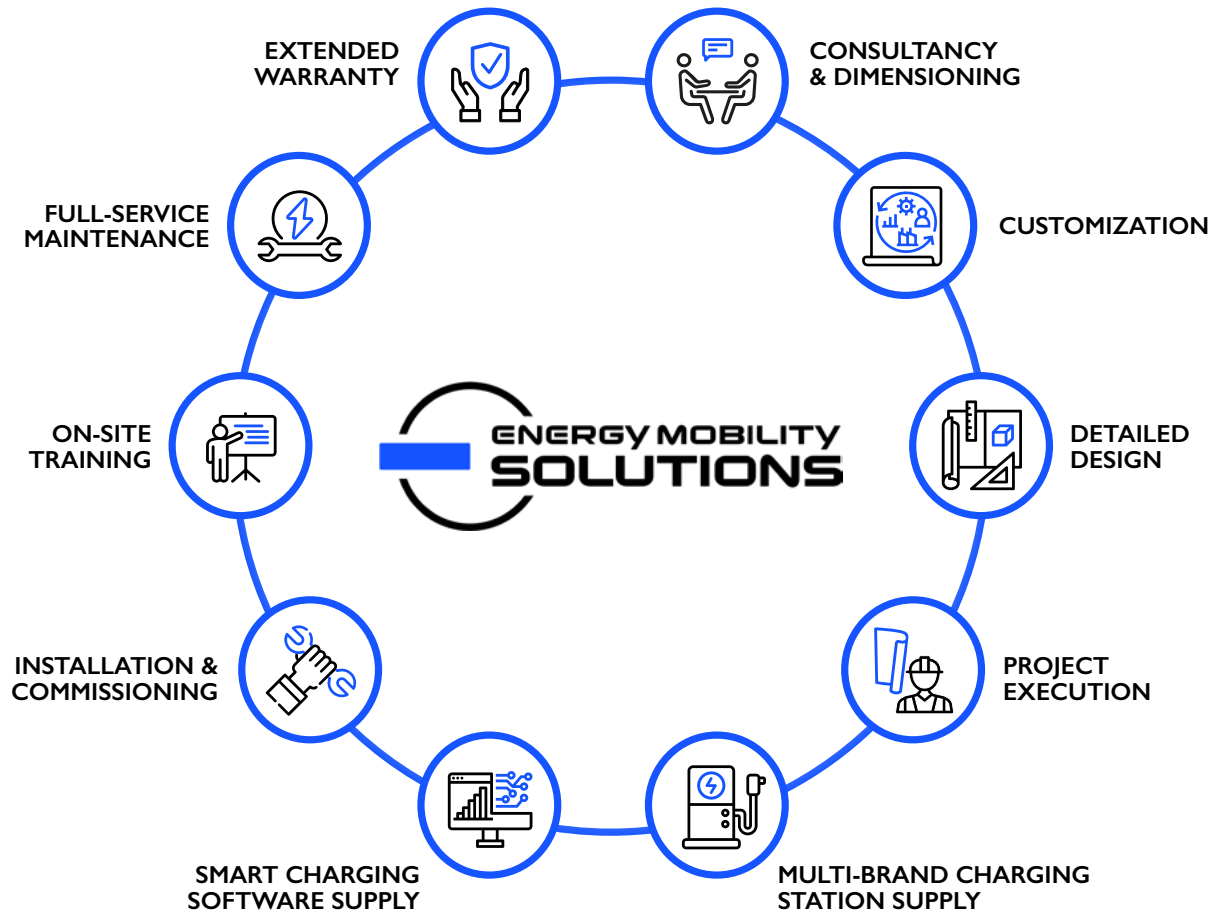 EXTENDED
WARRANTY
CONSULTANCY
& DIMENSIONING
CUSTOMIZATION
DETAILED
DESIGN
PROJECT
EXECUTION
MULTI-BRAND CHARGING
STATION SUPPLY
SMART CHARGING
SOFTWARE SUPPLY
INSTALLATION &
COMMISSIONING
ON-SITE
TRAINING
FULL-SERVICE
MAINTENANCE
ENERGY MOBILITY
SOLUTIONS